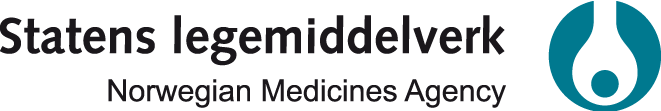 Statens legemiddelverk
Norwegian Medicines Agency